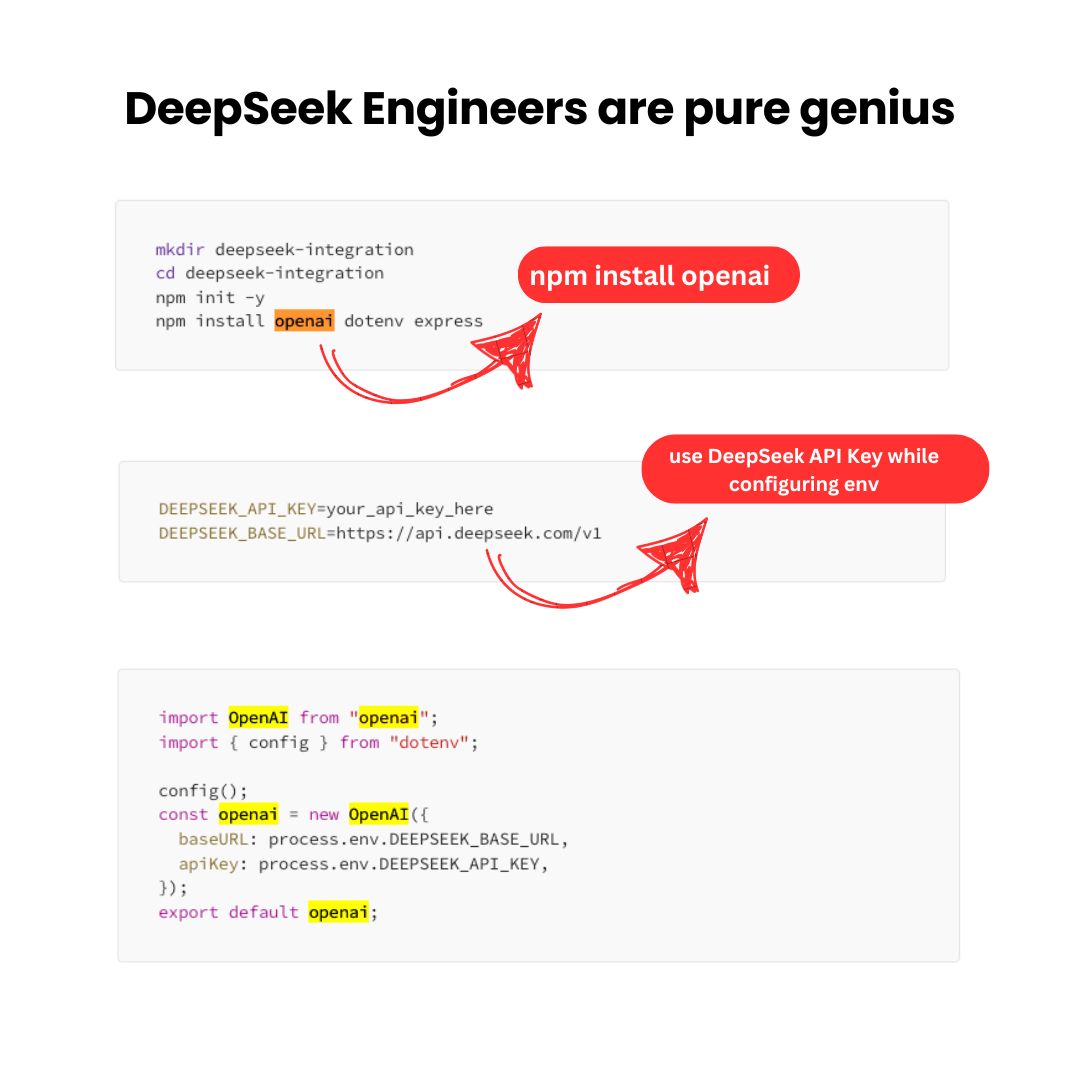 DeepSeek Engineers are pure genius
mkdir deepseek-integration
cd deepseek-integration
npm init -y
npm install openai dotenv express
npm install openai
use DeepSeek API Key while
configuring env
DEEPSEEK_API_KEY=your_api_key_here
DEEPSEEK_BASE_URL=https://api.deepseek.com/v1
import OpenAI from "openai";
import { config } from "dotenv";
config();
const openai = new OpenAI({
  baseURL: process.env.DEEPSEEK_BASE_URL,
  apiKey: process.env.DEEPSEEK_API_KEY,
});
export default openai;